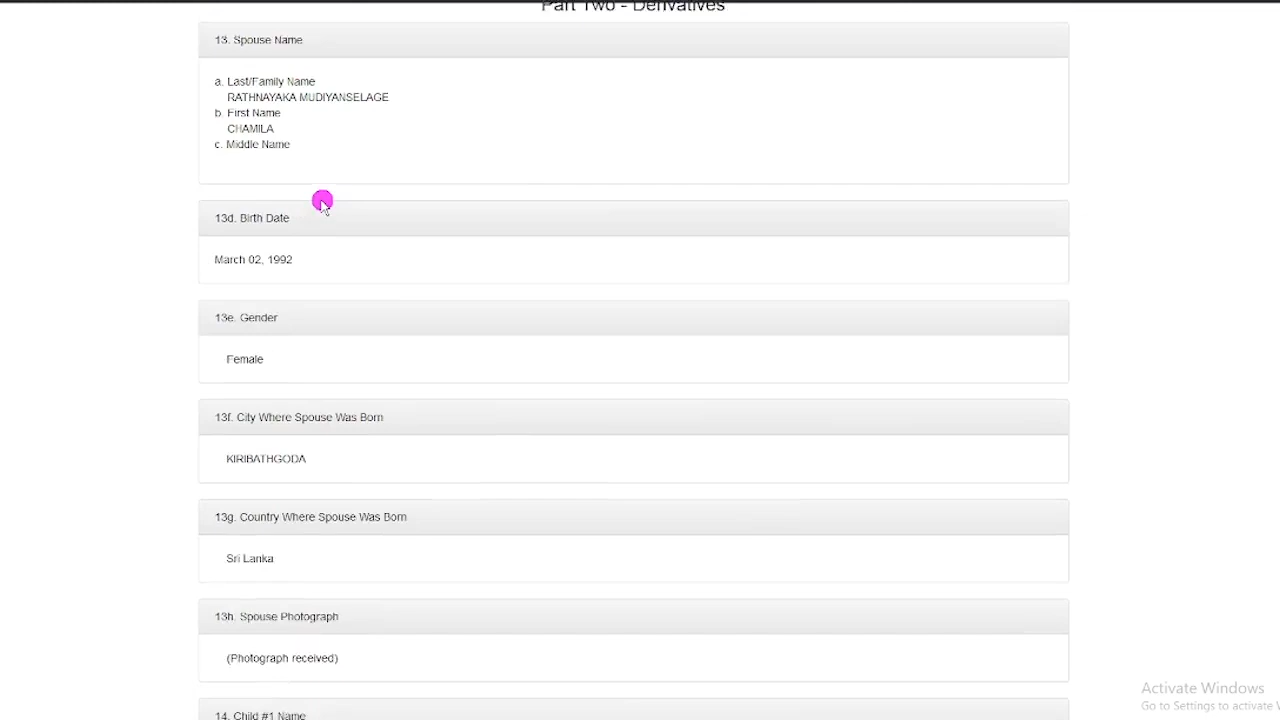 Part Two - Derivatives
13. Spouse Name
a. Last/Family Name
RATHNAYAKA MUDIYANSELAGE
b. First Name
CHAMILA
c. Middle Name
13d. Birth Date
March 02, 1992
13e. Gender
Female
13f. City Where Spouse Was Born
KIRIBATHGODA
13g. Country Where Spouse Was Born
Sri Lanka
13h. Spouse Photograph
(Photograph received)
14. Child #1 Name
Activate Windows
Go to Settings to activate W